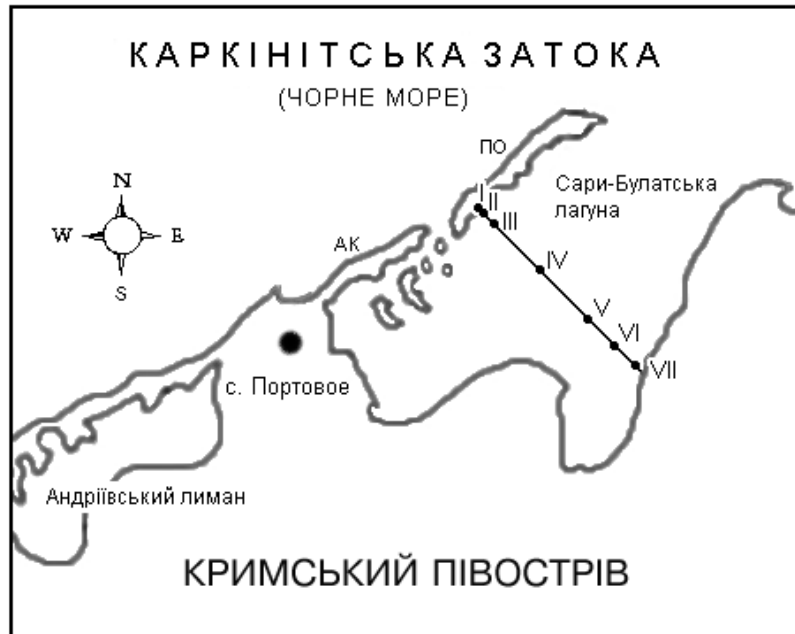 КАРКІНІТСЬКА ЗАТОКА
(ЧОРНЕ МОРЕ)
ПО
Сари-Булатська
лагуна
I
II
III
N
W E
S
АК
IV
V
VI
VII
с. Портовое
Андріївський лиман
КРИМСЬКИЙ ПІВОСТРІВ